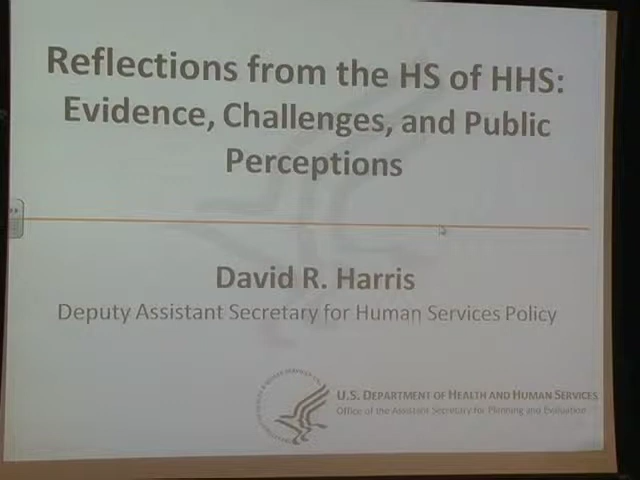 Reflections from the HS of HHS:
Evidence, Challenges, and Public
Perceptions
David R. Harris
Deputy Assistant Secretary for Human Services Policy
U.S. DEPARTMENT OF HEALTH AND HUMAN SERVICES
Office of the Assistant Secretary for Planning and Evaluation